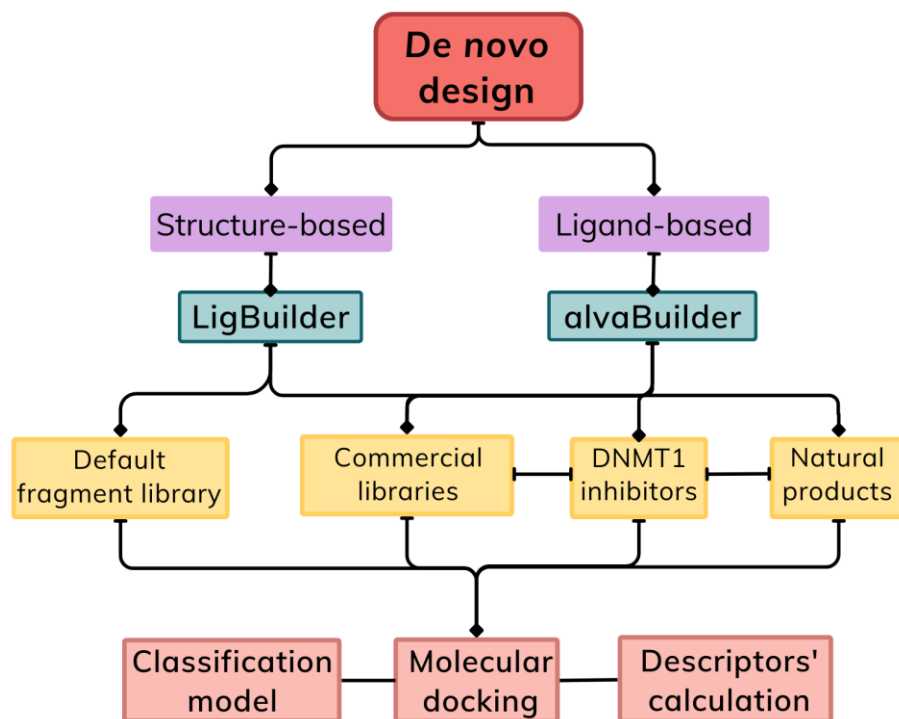 De novo
design
Structure-based
Ligand-based
LigBuilder
alvaBuilder
Default
fragment library
Commercial
libraries
DNMT1
inhibitors
Natural
products
Classification
model
Molecular
docking
Descriptors'
calculation